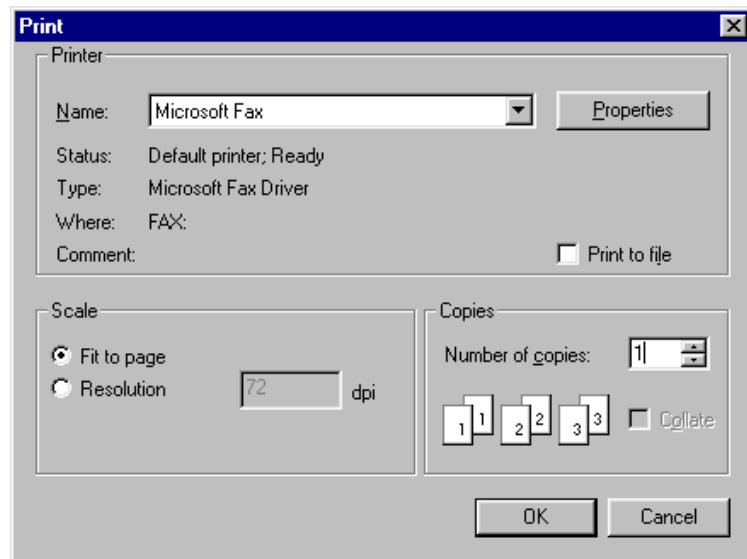 Print
Printer
Name: Microsoft Fax Properties
Status: Default printer; Ready
Type: Microsoft Fax Driver
Where: FAX:
Comment: Print to file
Scale
Fit to page
Resolution 72 dpi
Copies
Number of copies: 1
1 1 2 2 3 3 Collate
OK Cancel